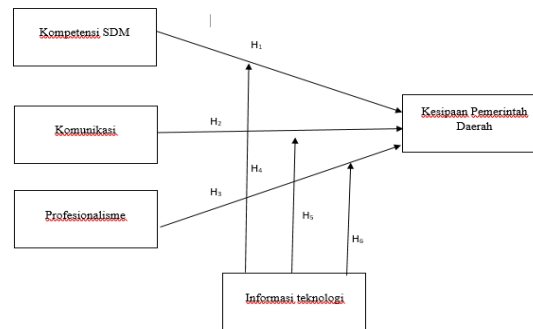 Kompetensi SDM
H1
Kesipaan Pemerintah
Daerah
H2
Komunikasi
H4
H3
Profesionalisme
H5
H6
Informasi teknologi